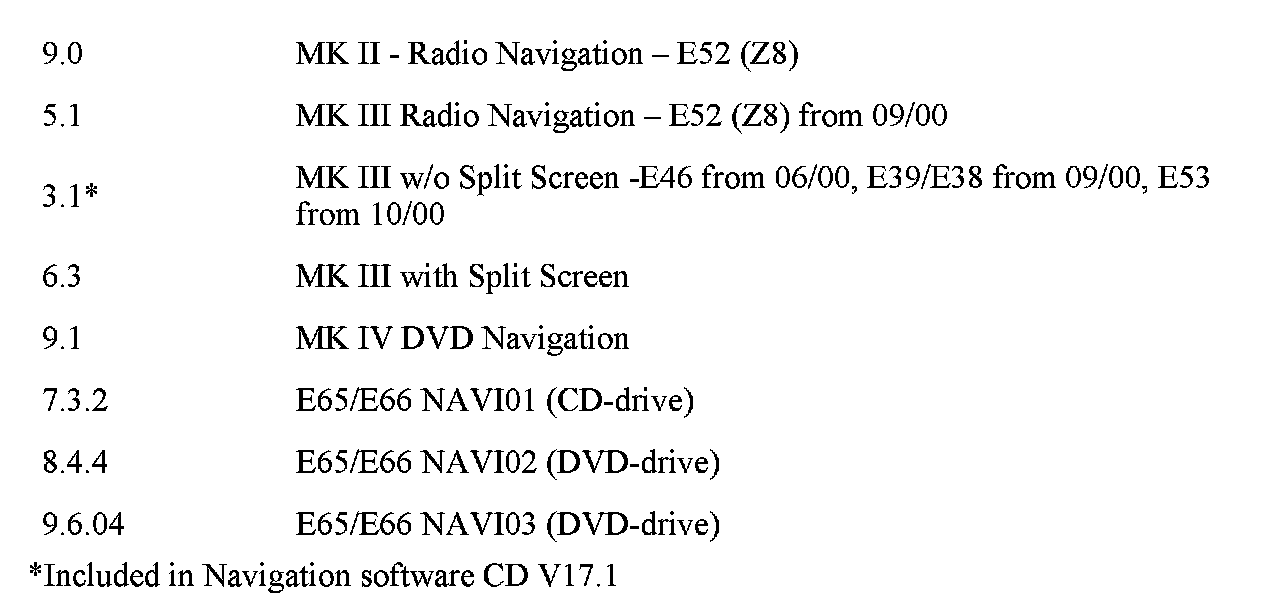 9.0 MK II - Radio Navigation – E52 (Z8)
5.1 MK III Radio Navigation – E52 (Z8) from 09/00
3.1* MK III w/o Split Screen -E46 from 06/00, E39/E38 from 09/00, E53
from 10/00
6.3 MK III with Split Screen
9.1 MK IV DVD Navigation
7.3.2 E65/E66 NAVI01 (CD-drive)
8.4.4 E65/E66 NAVI02 (DVD-drive)
9.6.04 E65/E66 NAVI03 (DVD-drive)
*Included in Navigation software CD V17.1